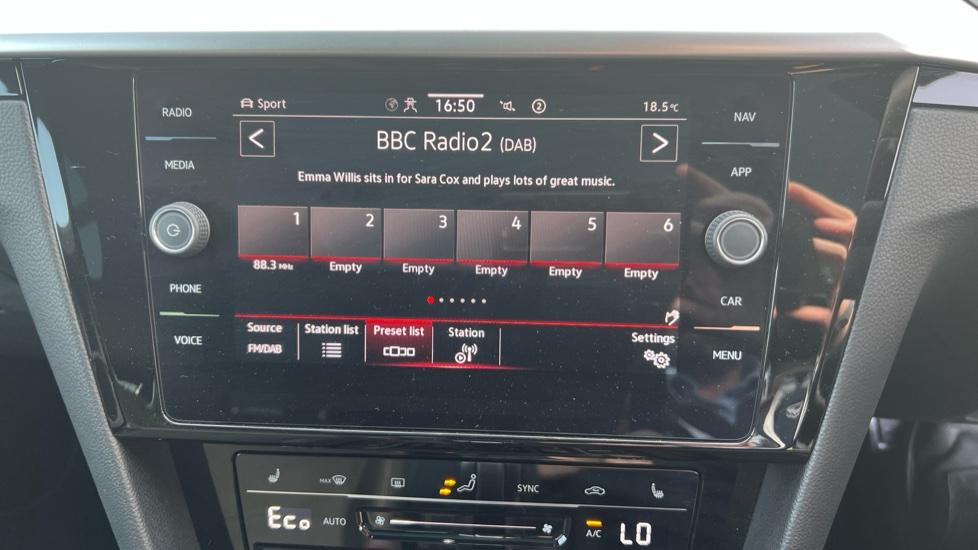 RADIO
MEDIA
PHONE
VOICE
Sport 16:50 2 18.5°C
BBC Radio2 (DAB)
Emma Willis sits in for Sara Cox and plays lots of great music.
1 2 3 4 5 6
88.3 MHz Empty Empty Empty Empty Empty
Source Station list Preset list Station Settings
FM/DAB
NAV
APP
CAR
MENU
MAX SYNC
Eco AUTO A/C LO